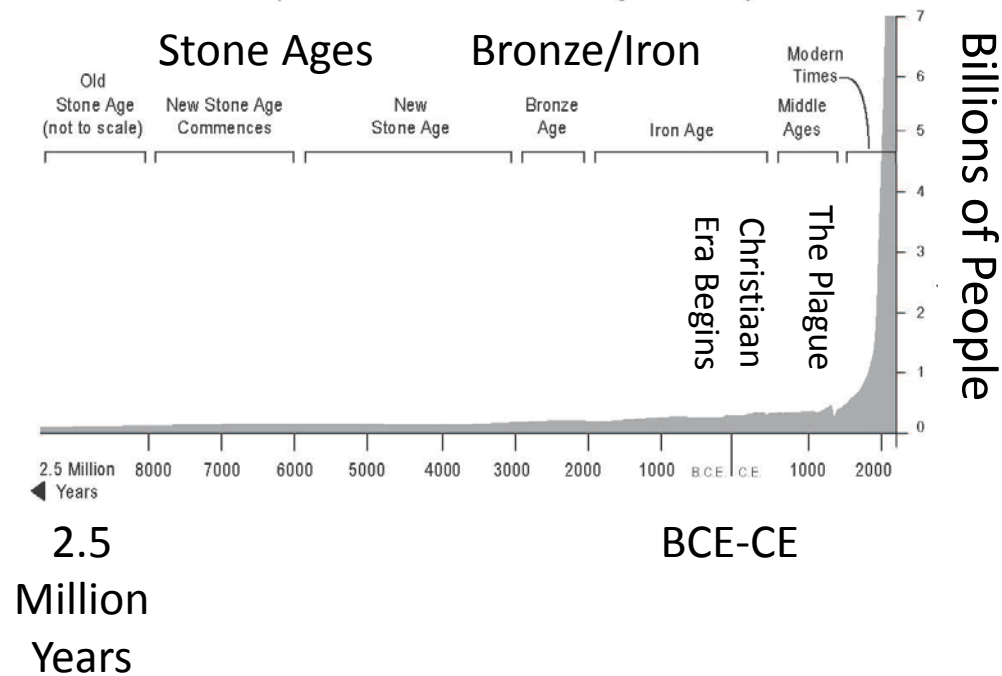 Stone Ages
Bronze/Iron
Old
Stone Age
(not to scale)
New Stone Age
Commences
New
Stone Age
Bronze
Age
Iron Age
Middle
Ages
Modern
Times
Christiaan
Era Begins
The Plague
7
6
5
4
3
2
1
0
Billions of People
2.5 Million
Years
8000
7000
6000
5000
4000
3000
2000
1000
B.C.E.
C.E.
1000
2000
2.5
Million
Years
BCE-CE